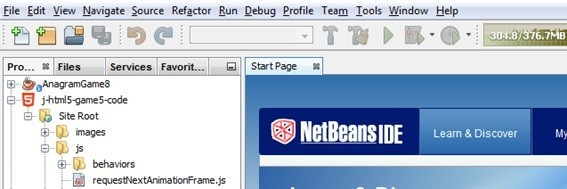 File Edit View Navigate Source Refactor Run Debug Profile Team Tools Window Help
304.8/376.7MB
Pro... Files Services Favorit...
Start Page
AnagramGame8
j-html5-game5-code
Site Root
images
js
behaviors
requestNextAnimationFrame.js
NetBeans IDE Learn & Discover My